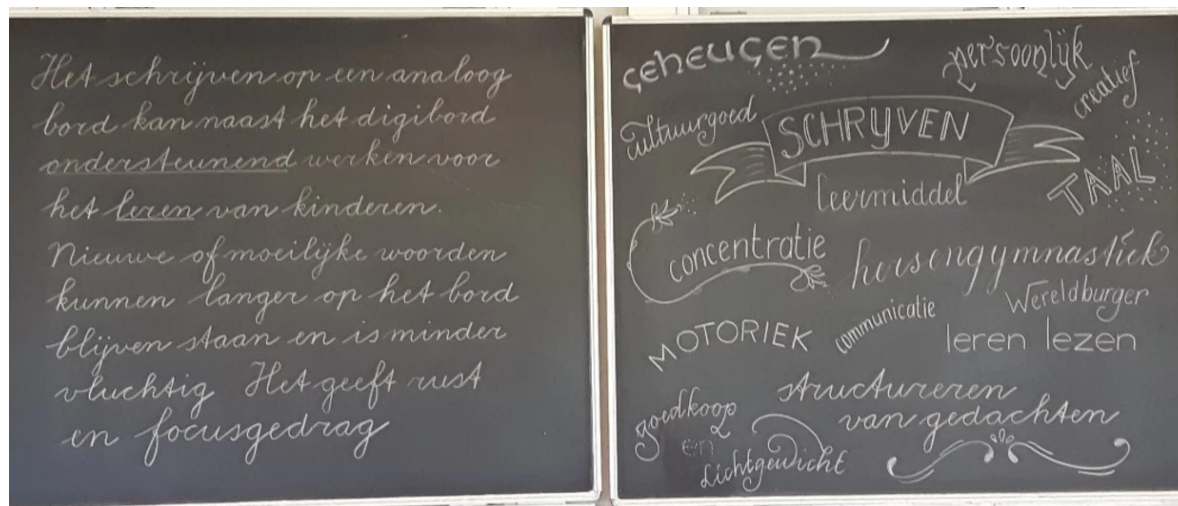 Het schrijven op een analoog
bord kan naast het digibord
ondersteunend werken voor
het leren van kinderen.
Nieuwe of moeilijke woorden
kunnen langer op het bord
blijven staan en is minder
vluchtig Het geeft rust
en focusgedrag
geheugen
persoonlijk
creatief
cultuurgoed
SCHRIJVEN
TAAL
leermiddel
concentratie
hersengymnastiek
Wereldburger
communicatie
MOTORIEK
leren lezen
structureren
van gedachten
goedkoop
en
Lichtgewicht